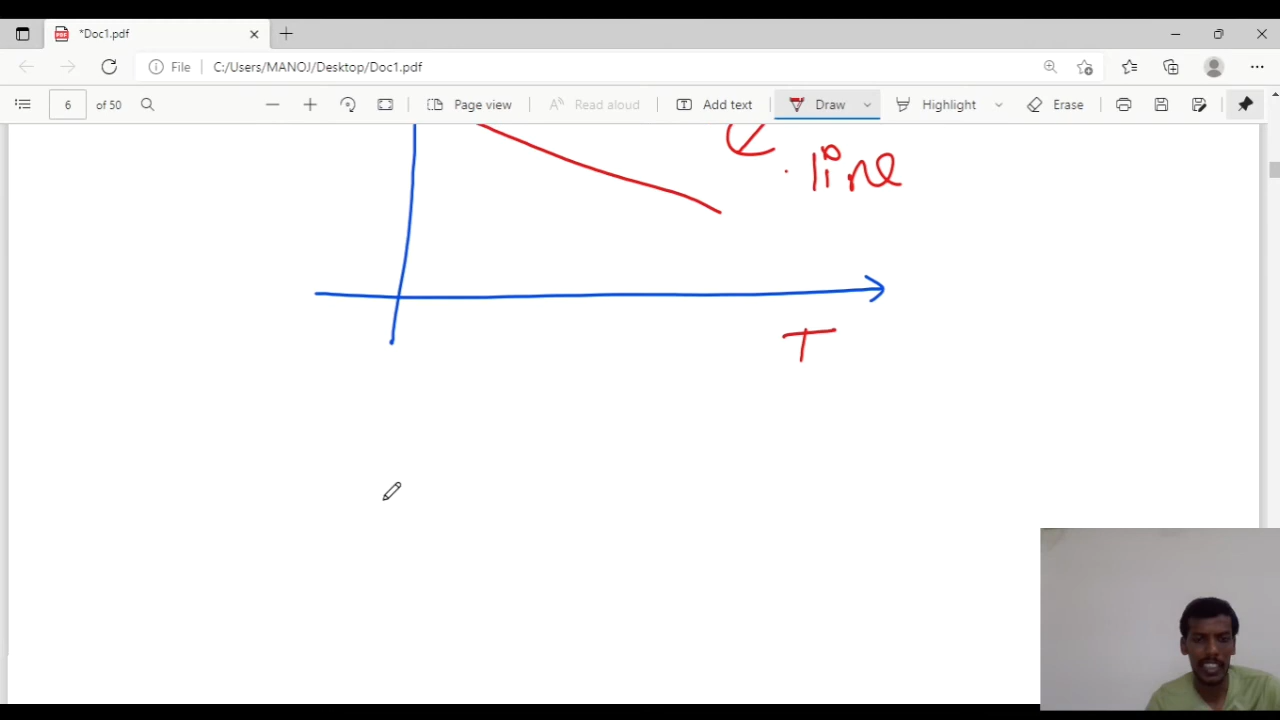 *Doc1.pdf
File C:/Users/MANOJ/Desktop/Doc1.pdf
6 of 50 Page view Read aloud Add text Draw Highlight Erase
line
T